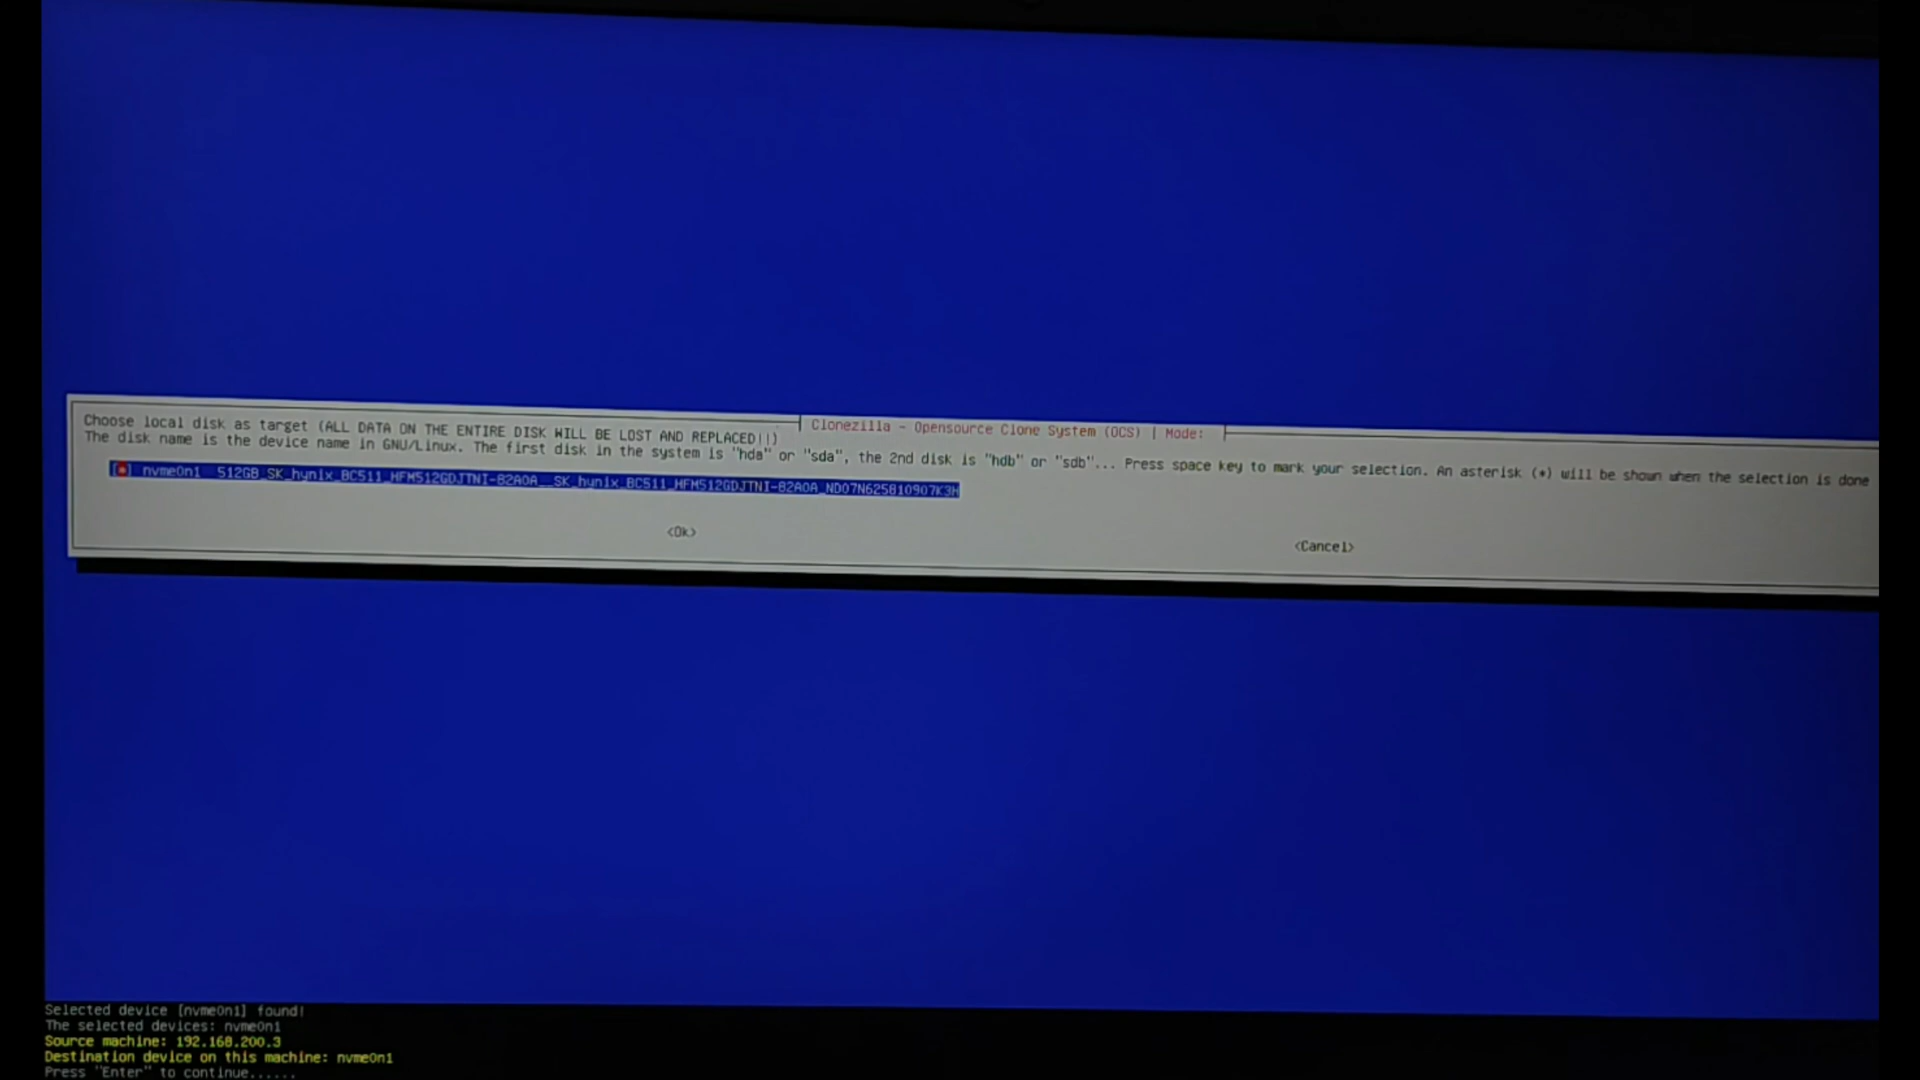 Clonezilla - Opensource Clone System (OCS) | Mode:
Choose local disk as target (ALL DATA ON THE ENTIRE DISK WILL BE LOST AND REPLACED!!)
The disk name is the device name in GNU/Linux. The first disk in the system is "hda" or "sda", the 2nd disk is "hdb" or "sdb"... Press space key to mark your selection. An asterisk (*) will be shown when the selection is done
[*] nvme0n1 512GB_SK_hynix_BC511_HFM512GDJTNI-82A0A__SK_hynix_BC511_HFM512GDJTNI-82A0A_ND07N625810907K3H
<Ok> <Cancel>
Selected device [nvme0n1] found!
The selected devices: nvme0n1
Source machine: 192.168.200.3
Destination device on this machine: nvme0n1
Press "Enter" to continue......